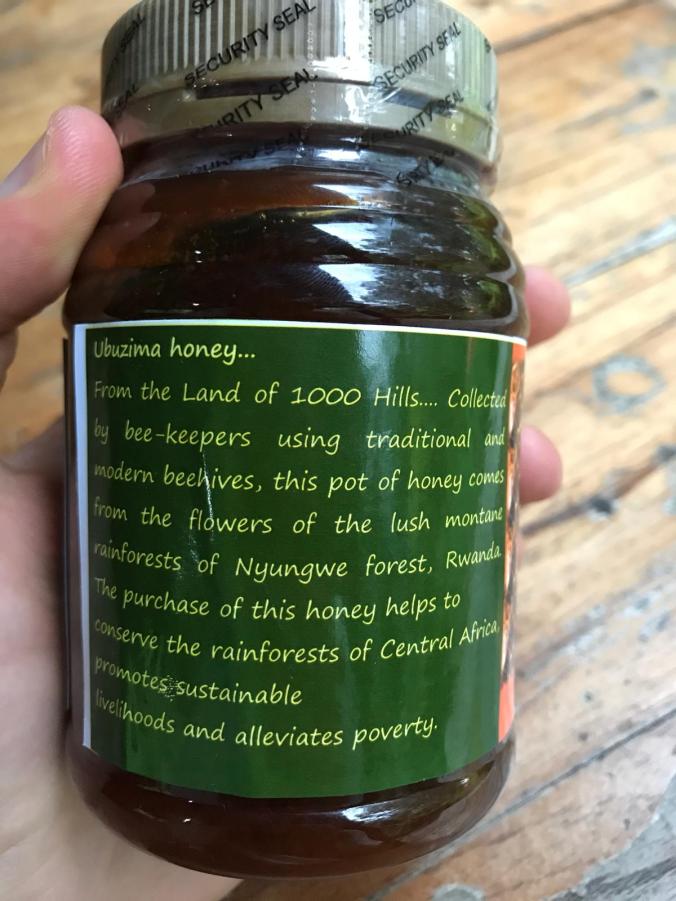 SECURITY SEAL SECURITY SEAL
SECURITY SEAL
Ubuzima honey...
From the Land of 1000 Hills.... Collected
by bee-keepers using traditional and
modern beehives, this pot of honey comes
from the flowers of the lush montane
rainforests of Nyungwe forest, Rwanda.
The purchase of this honey helps to
conserve the rainforests of Central Africa,
promotes sustainable
livelihoods and alleviates poverty.